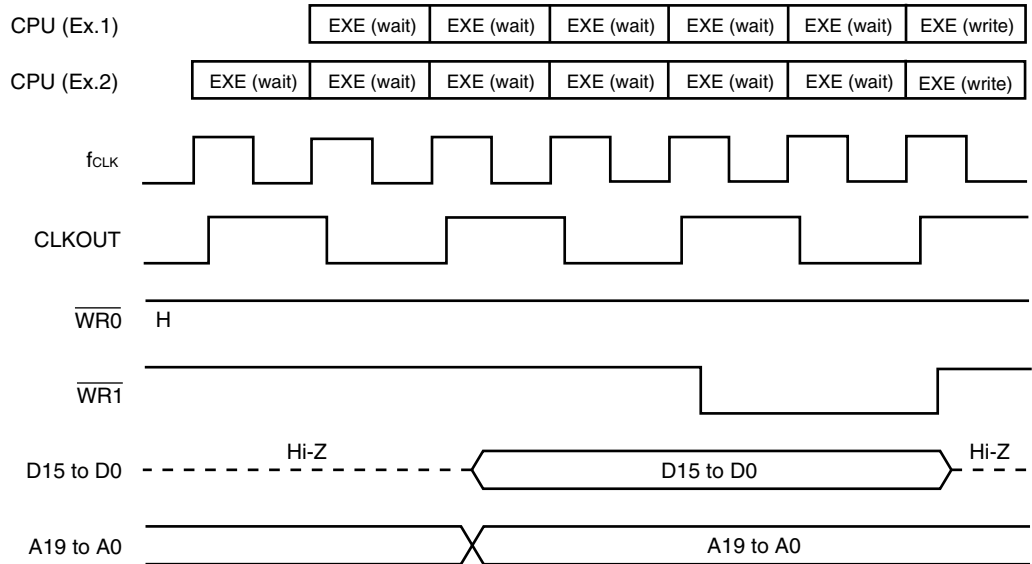 CPU (Ex.1) EXE (wait) EXE (wait) EXE (wait) EXE (wait) EXE (wait) EXE (write)
CPU (Ex.2) EXE (wait) EXE (wait) EXE (wait) EXE (wait) EXE (wait) EXE (wait) EXE (write)
fCLK
CLKOUT
WR0 H
WR1
D15 to D0 Hi-Z D15 to D0 Hi-Z
A19 to A0 A19 to A0